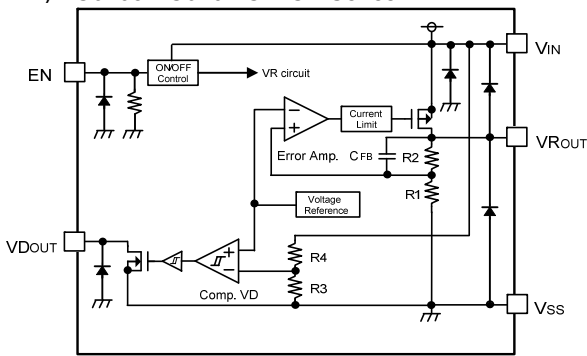 EN
ON/OFF
Control
VR circuit
VIN
Current
Limit
Error Amp.
CFB
R2
VROUT
R1
Voltage
Reference
VDOUT
R4
R3
Comp. VD
VSS